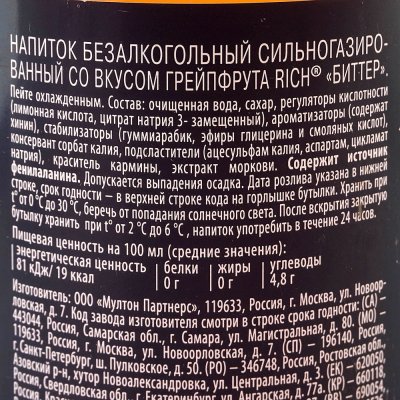 НАПИТОК БЕЗАЛКОГОЛЬНЫЙ СИЛЬНОГАЗИРО-
ВАННЫЙ СО ВКУСОМ ГРЕЙПФРУТА RICH® «БИТТЕР».
Пейте охлажденным. Состав: очищенная вода, сахар, регуляторы кислотности
(лимонная кислота, цитрат натрия 3- замещенный), ароматизаторы (содержат
хинин), стабилизаторы (гуммиарабик, эфиры глицерина и смоляных кислот),
консервант сорбат калия, подсластители (ацесульфам калия, аспартам, цикламат
натрия), краситель кармины, экстракт моркови. Содержит источник
фенилаланина. Допускается выпадения осадка. Дата розлива указана в нижней
строке, срок годности – в верхней строке кода на горлышке бутылки. Хранить при
t° от 0°С до 30°С, беречь от попадания солнечного света. После вскрытия закрытую
бутылку хранить при t° от 2°С до 6°С, напиток употребить в течение 24 часов.
Пищевая ценность на 100 мл (средние значения):
энергетическая ценность белки жиры углеводы
81 кДж/ 19 ккал 0 г 0 г 4,8 г
Изготовитель: ООО «Мултон Партнерс», 119633, Россия, г. Москва, ул. Новоор-
ловская, д. 7. Код завода изготовителя смотри в строке срока годности: (СА) –
443044, Россия, Самарская обл., г. Самара, ул. Магистральная, д. 80. (МО) –
119633, Россия, г. Москва, ул. Новоорловская, д. 7. (СП) – 196140, Россия,
г. Санкт-Петербург, ш. Пулковское, д. 50. (РО) – 346748, Россия, Ростовская обл.,
Азовский р-н, хутор Новоалександровка, ул. Центральная, д. 3. (ЕК) – 620050,
Россия, Свердловская обл., г. Екатеринбург, ул. Ангарская, д. 77а. (КР) – 660118,